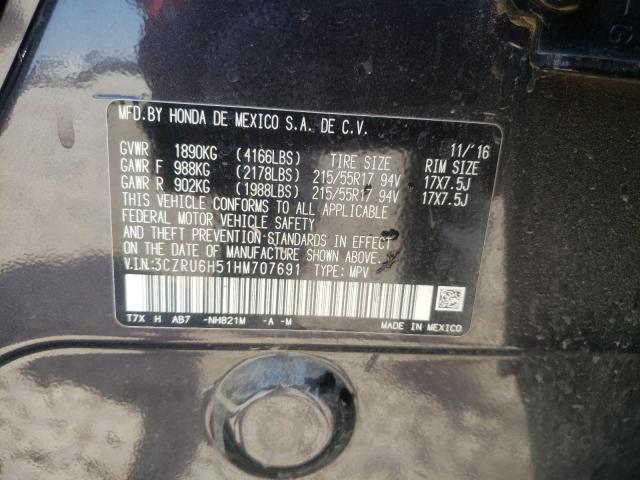 MFD.BY HONDA DE MEXICO S.A. DE C.V.
11/'16
GVWR 1890KG (4166LBS) TIRE SIZE RIM SIZE
GAWR F 988KG (2178LBS) 215/55R17 94V 17X7.5J
GAWR R 902KG (1988LBS) 215/55R17 94V 17X7.5J
THIS VEHICLE CONFORMS TO ALL APPLICABLE
FEDERAL MOTOR VEHICLE SAFETY
AND THEFT PREVENTION STANDARDS IN EFFECT
ON THE DATE OF MANUFACTURE SHOWN ABOVE.
V.I.N:3CZRU6H51HM707691 TYPE: MPV
T7X H AB7 -NH821M -A -M MADE IN MEXICO